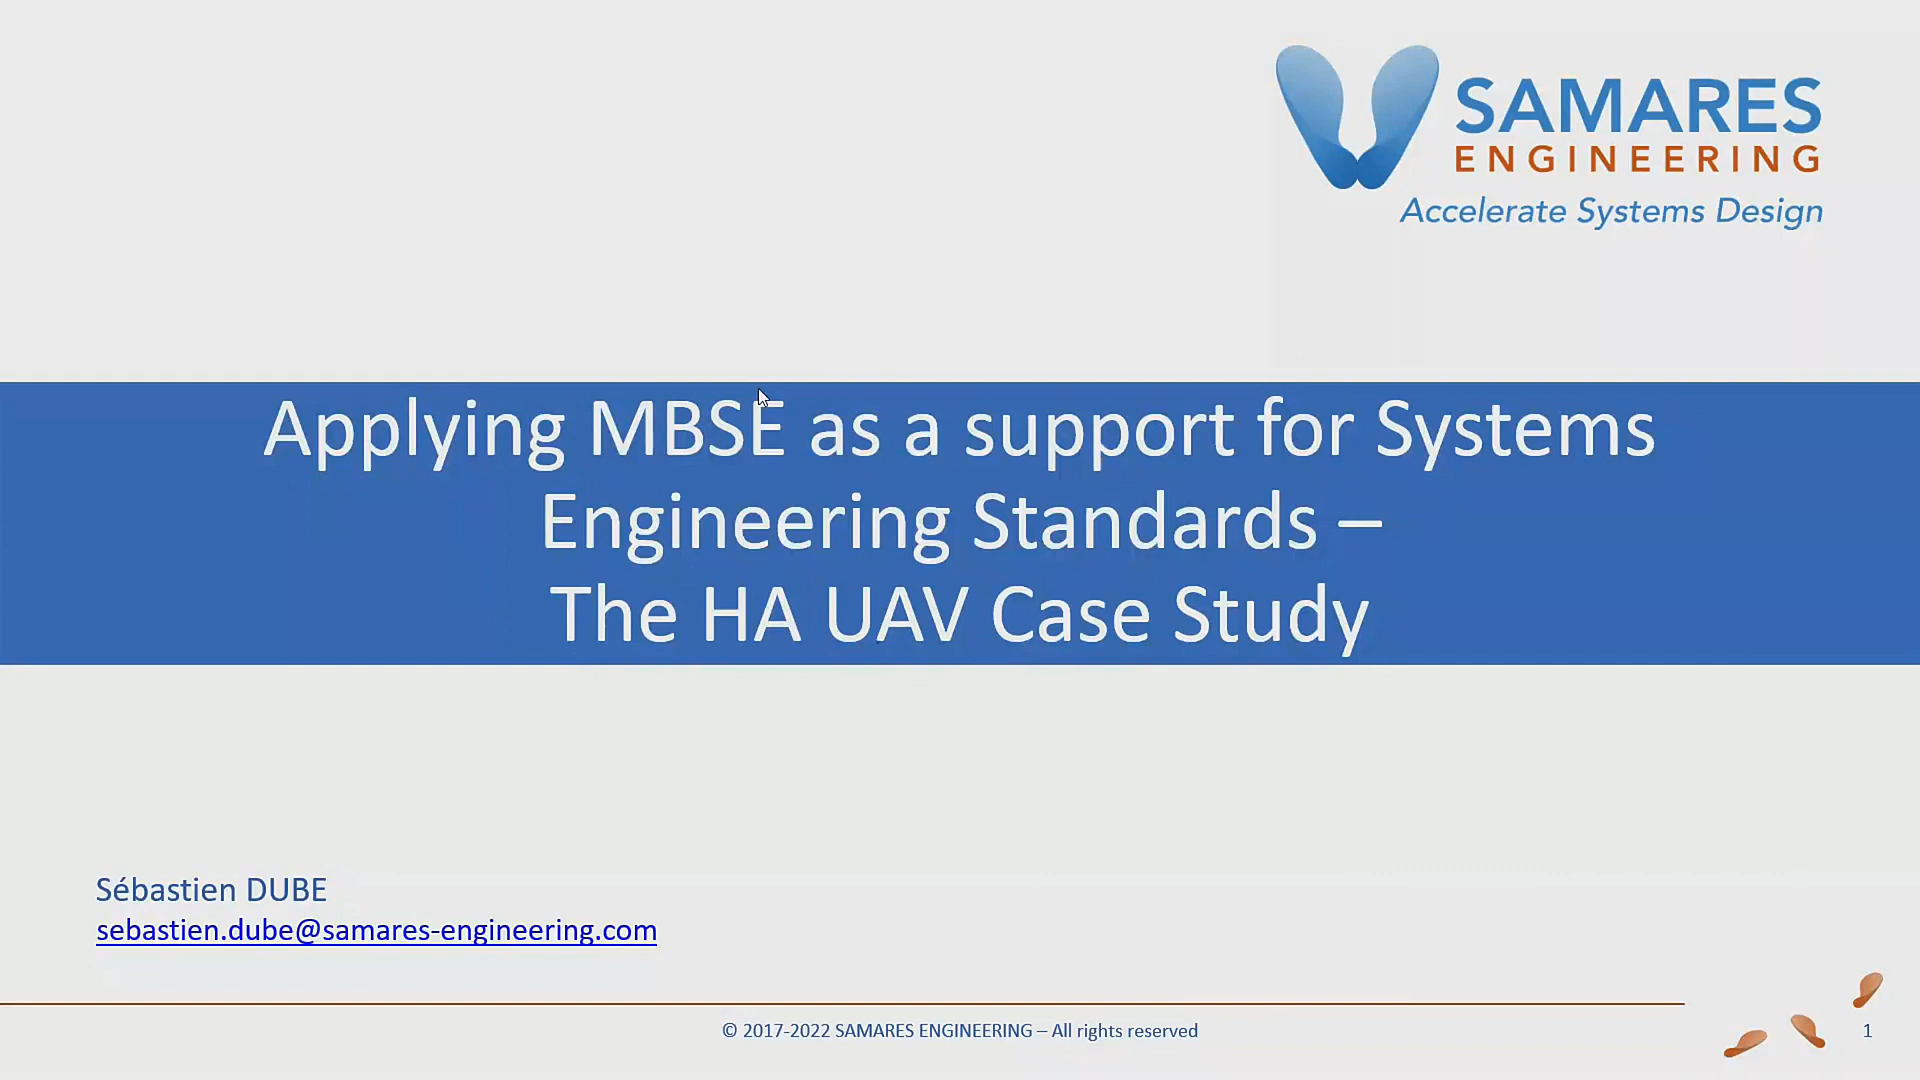 SAMARES
ENGINEERING
Accelerate Systems Design
Applying MBSE as a support for Systems
Engineering Standards –
The HA UAV Case Study
Sébastien DUBE
sebastien.dube@samares-engineering.com
© 2017-2022 SAMARES ENGINEERING – All rights reserved
1